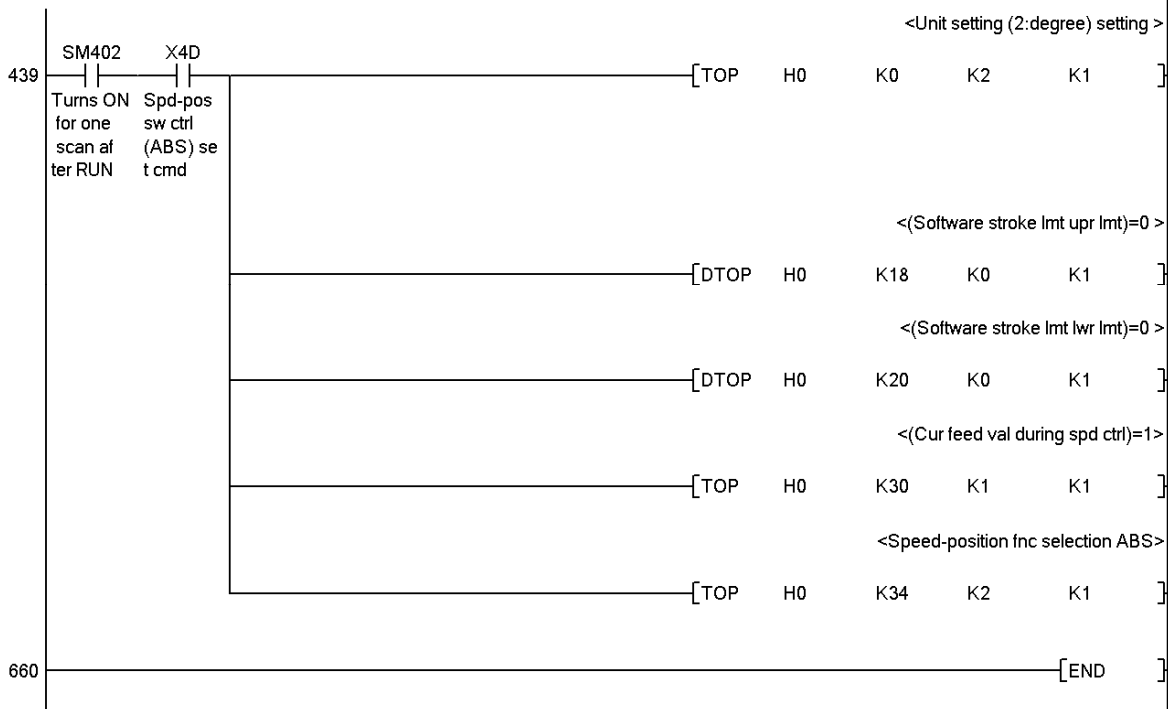 <Unit setting (2:degree) setting >
SM402 X4D
439 [TOP H0 K0 K2 K1 ]
Turns ON Spd-pos
for one sw ctrl
scan af (ABS) se
ter RUN t cmd
<(Software stroke lmt upr lmt)=0 >
[DTOP H0 K18 K0 K1 ]
<(Software stroke lmt lwr lmt)=0 >
[DTOP H0 K20 K0 K1 ]
<(Cur feed val during spd ctrl)=1>
[TOP H0 K30 K1 K1 ]
<Speed-position fnc selection ABS>
[TOP H0 K34 K2 K1 ]
660 [END ]